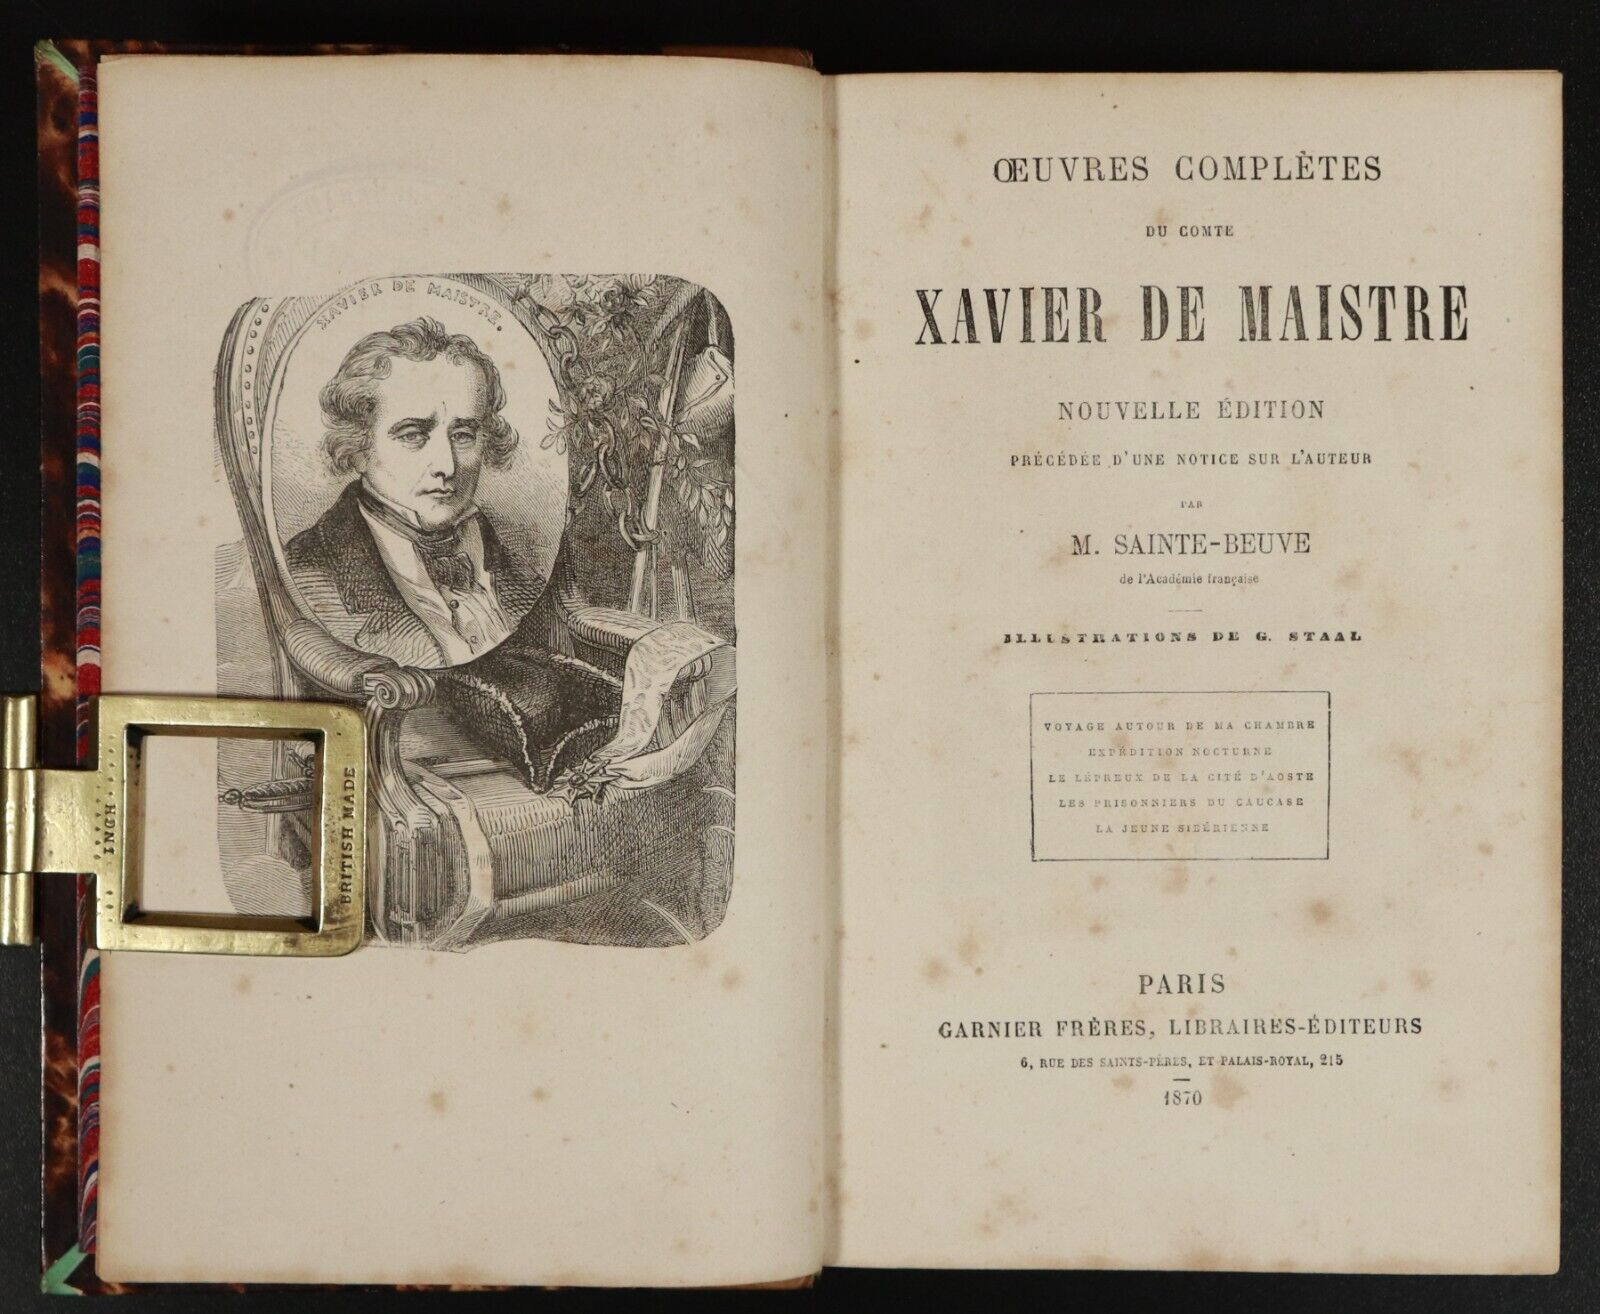 XAVIER DE MAISTRE.
INGH
BRITISH MADE
ŒUVRES COMPLÈTES
DU COMTE
XAVIER DE MAISTRE
NOUVELLE ÉDITION
PRÉCÉDÉE D'UNE NOTICE SUR L'AUTEUR
PAR
M. SAINTE-BEUVE
de l'Académie française
ILLUSTRATIONS DE G. STAAL
VOYAGE AUTOUR DE MA CHAMBRE
EXPÉDITION NOCTURNE
LE LÉPREUX DE LA CITÉ D'AOSTE
LES PRISONNIERS DU CAUCASE
LA JEUNE SIBÉRIENNE
PARIS
GARNIER FRÈRES, LIBRAIRES-ÉDITEURS
6, RUE DES SAINTS-PÈRES, ET PALAIS-ROYAL, 215
1870